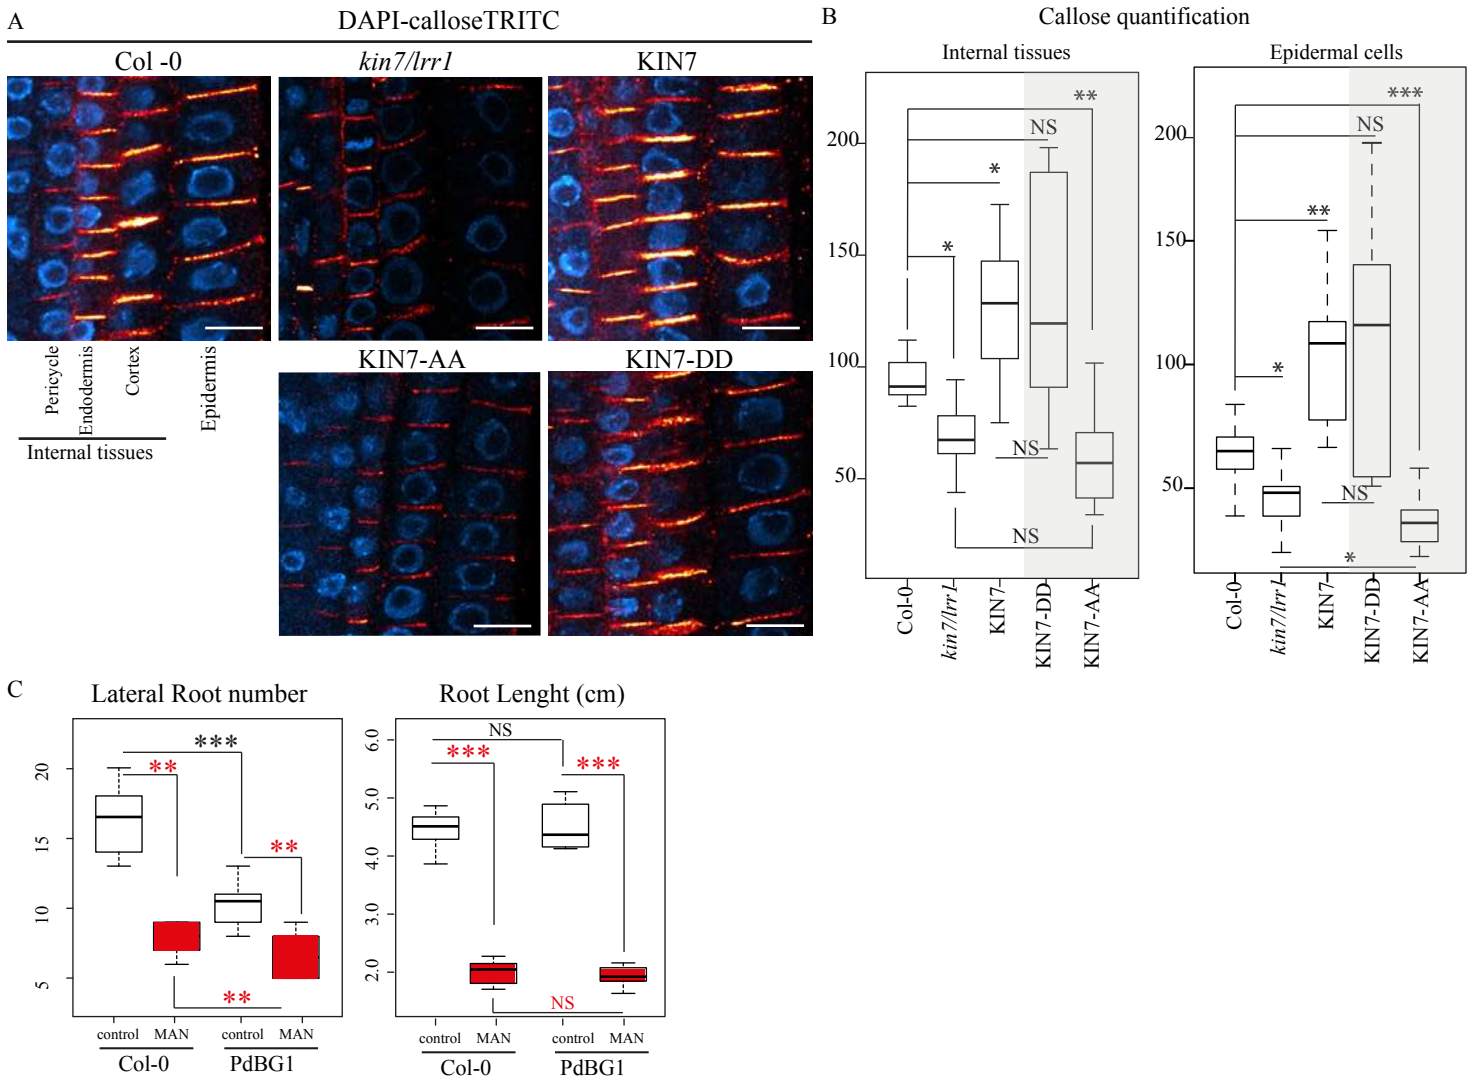 A
DAPI-calloseTRITC
Col -0
kin7/lrr1
KIN7
Pericycle
Endodermis
Cortex
Epidermis
Internal tissues
KIN7-AA
KIN7-DD
B
Callose quantification
Internal tissues
200
150
100
50
**
NS
*
*
NS
NS
Col-0
kin7/lrr1
KIN7
KIN7-DD
KIN7-AA
Epidermal cells
200
150
100
50
***
NS
**
*
NS
*
Col-0
kin7/lrr1
KIN7
KIN7-DD
KIN7-AA
C
Lateral Root number
20
15
10
5
***
**
**
**
control MAN control MAN
Col-0 PdBG1
Root Lenght (cm)
6.0
5.0
4.0
3.0
2.0
NS
***
***
NS
control MAN control MAN
Col-0 PdBG1